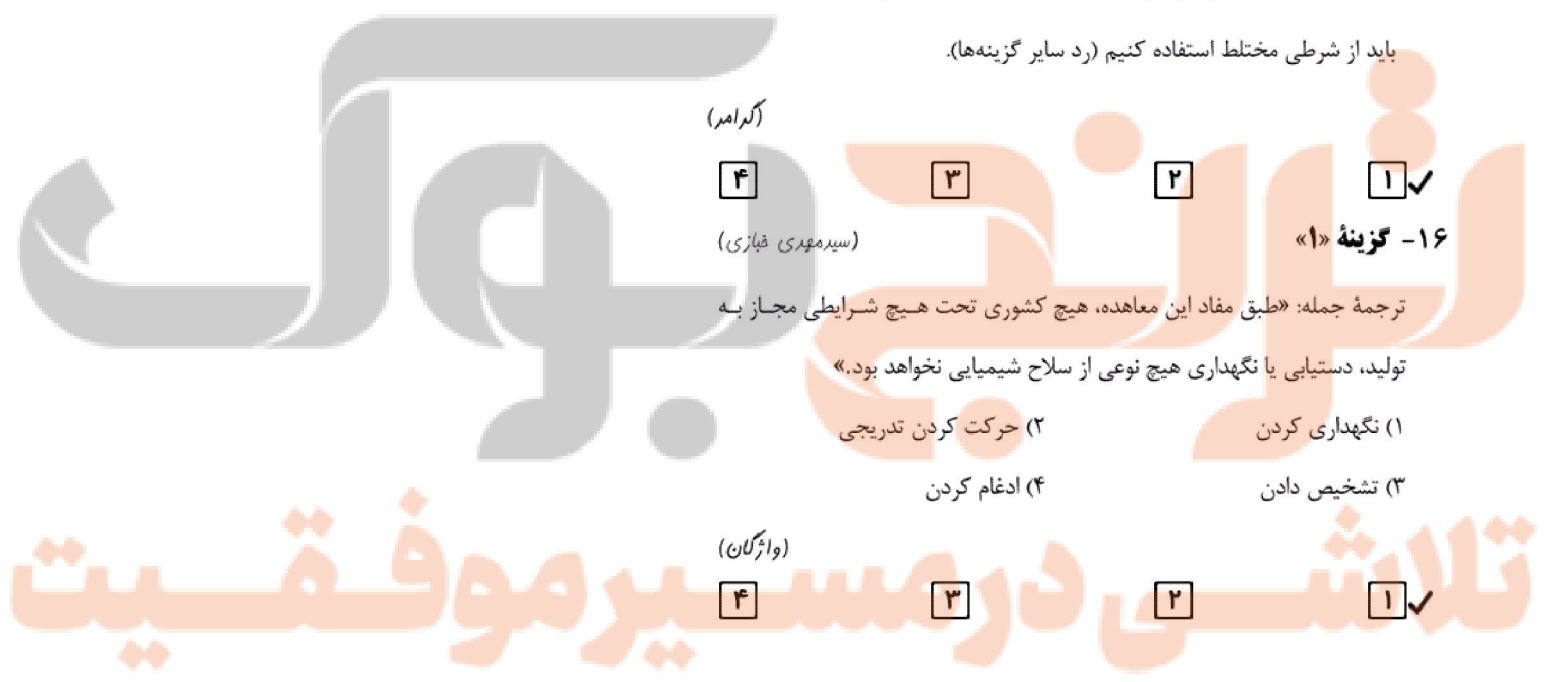 باید از شرطی مختلط استفاده کنیم (رد سایر گزینه‌ها).
(گرامر)
۱ ۲ ۳ ۴
۱۶- گزینهٔ «۱» (سیدمهدی خبازی)
ترجمهٔ جمله: «طبق مفاد این معاهده، هیچ کشوری تحت هیچ شرایطی مجاز به
تولید، دستیابی یا نگهداری هیچ نوعی از سلاح شیمیایی نخواهد بود.»
۱) نگهداری کردن ۲) حرکت کردن تدریجی
۳) تشخیص دادن ۴) ادغام کردن
(واژگان)
۱ ۲ ۳ ۴
ترنج بوک
تلاشی در مسیر موفقیت